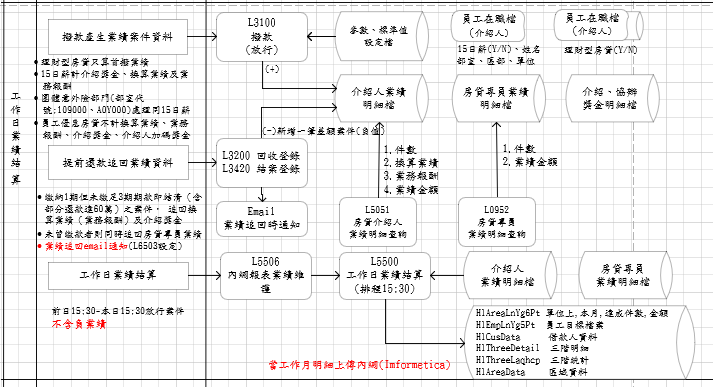 工作日業績結算
撥款產生業績案件資料
L3100
撥款
(放行)
參數、標準值
設定檔
員工在職檔
(介紹人)
15日薪(Y/N)、姓名
部室、區部、單位
員工在職檔
(介紹人)
理財型房貸(Y/N)
(+)
理財型房貸只算首撥業績
15日薪計介紹獎金、換算業績及業
務報酬
團體意外險部門(部室代
號:109000、A0Y000)處理同15日薪
員工優惠房貸不計換算業績、業務
報酬、介紹獎金、介紹人加碼獎金
介紹人業績
明細檔
房貸專員業績
明細檔
介紹、協辦
獎金明細檔
(-)新增一筆差額案件(負值)
提前還款追回業績資料
L3200 回收登錄
L3420 結案登錄
1.件數
2.換算業績
3.業務報酬
4.業績金額
1.件數
2.業績金額
繳納1期但未繳足3期期款即結清（含
部分還款達60萬）之案件， 追回換
算業績（業務報酬）及介紹獎金
未曾繳款者則同時追回房貸專員業績
業績追回email通知(L6503設定)
Email
業績追回時通知
L5051
房貸介紹人
業績明細查詢
L0952
房貸專員
業績明細查詢
工作日業績結算
L5506
內網報表業績維
護
L5500
工作日業績結算
(排程15:30)
介紹人
業績明細檔
房貸專員
業績明細檔
前日15:30-本日15:30放行案件
不含負業績
HlAreaLnYg6Pt 單位上,本月,達成件數,金額
HlEmpLnYg5Pt 員工目標檔案
HlCusData 借款人資料
HlThreeDetail 三階明細
HlThreeLaqhcp 三階統計
HlAreaData 區域資料
當工作月明細上傳內網(Imformetica)